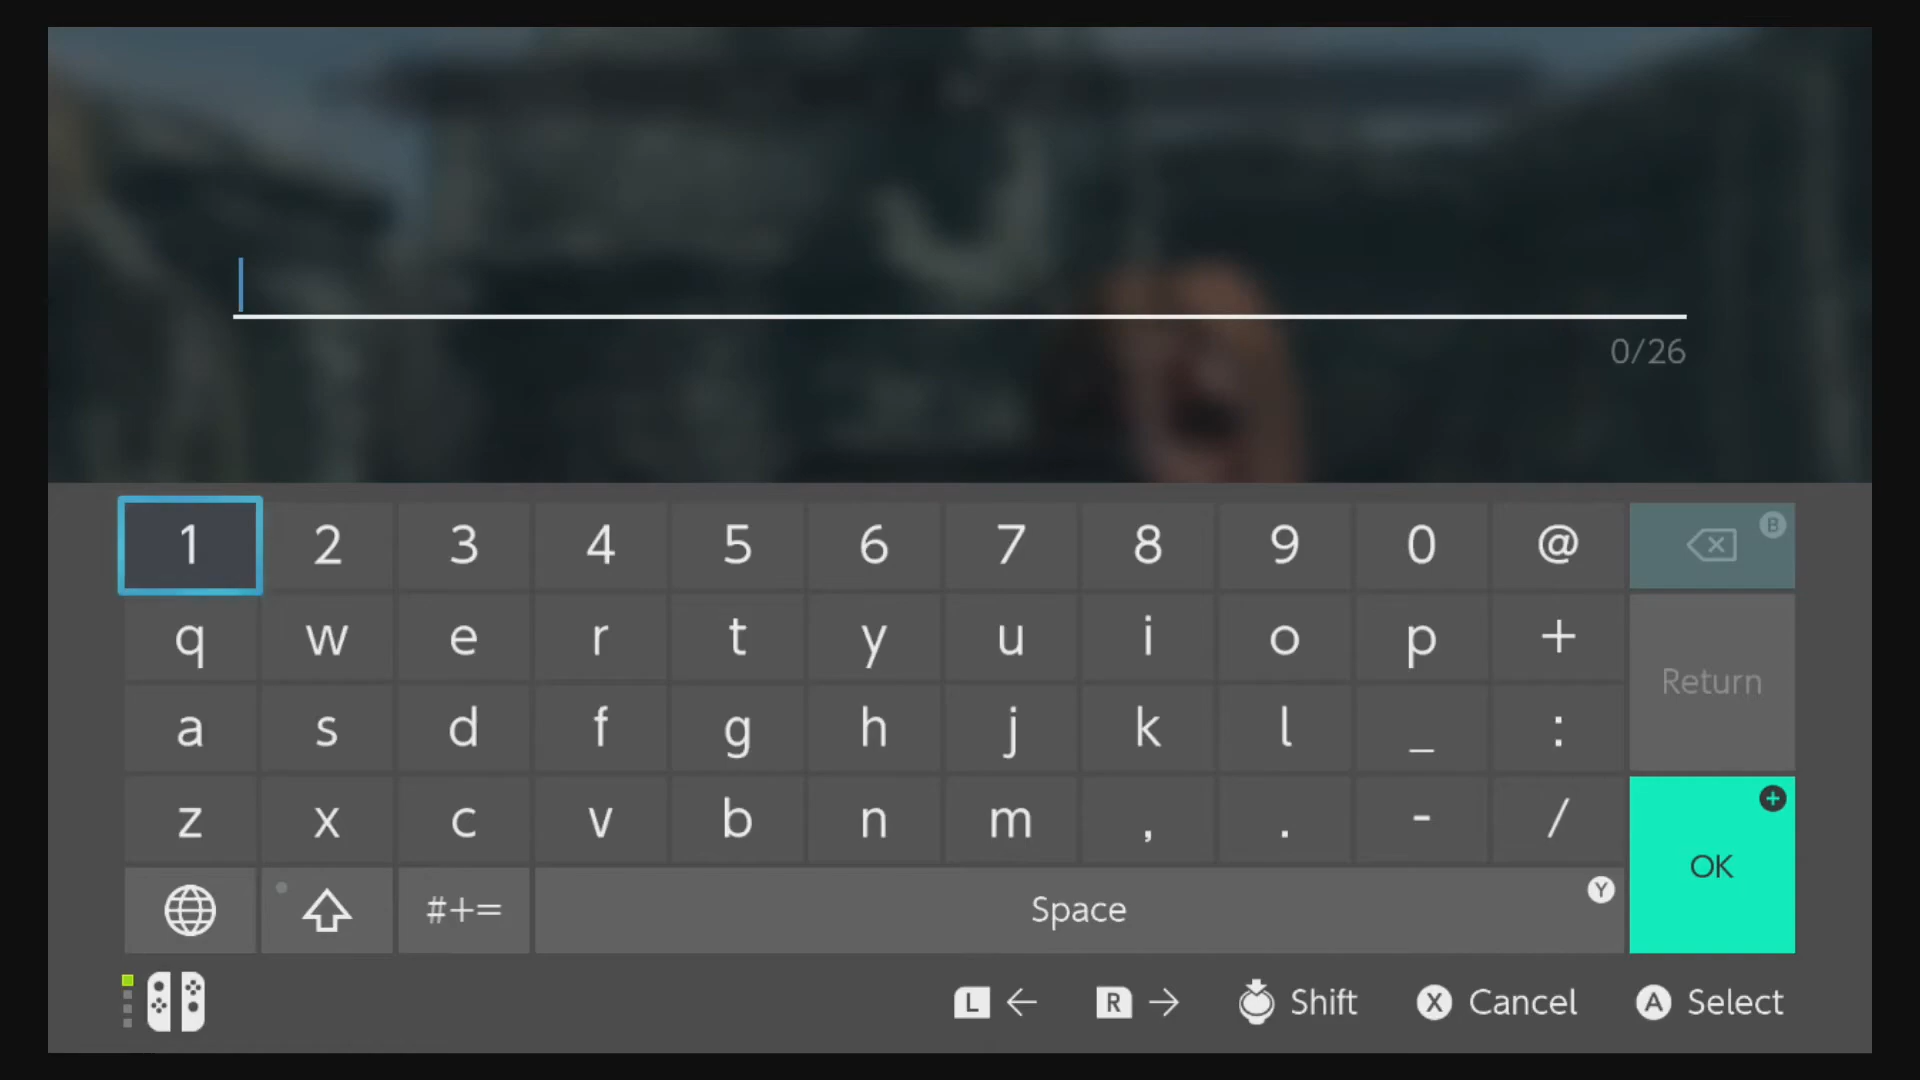 0/26
1 2 3 4 5 6 7 8 9 0 @ B
q w e r t y u i o p +
Return
a s d f g h j k l _ :
z x c v b n m , . - / +
OK
#+= Space Y
L ← R → Shift X Cancel A Select